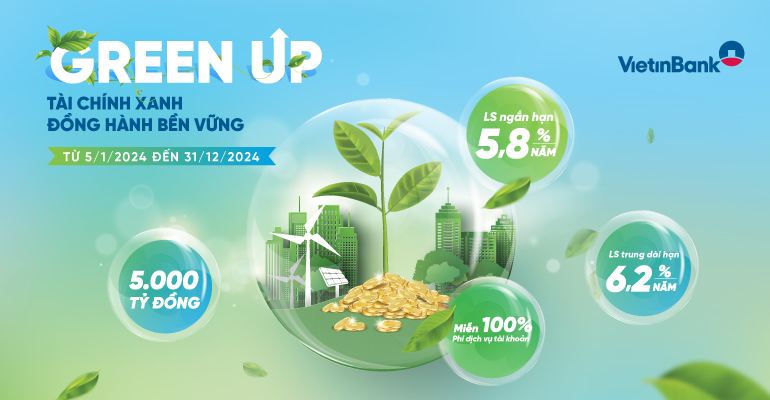 GREEN UP
TÀI CHÍNH XANH
ĐỒNG HÀNH BỀN VỮNG
TỪ 5/1/2024 ĐẾN 31/12/2024
VietinBank
LS ngắn hạn
5,8 %
NĂM
LS trung dài hạn
6,2 %
NĂM
5.000
TỶ ĐỒNG
Miễn 100%
Phí dịch vụ tài khoản